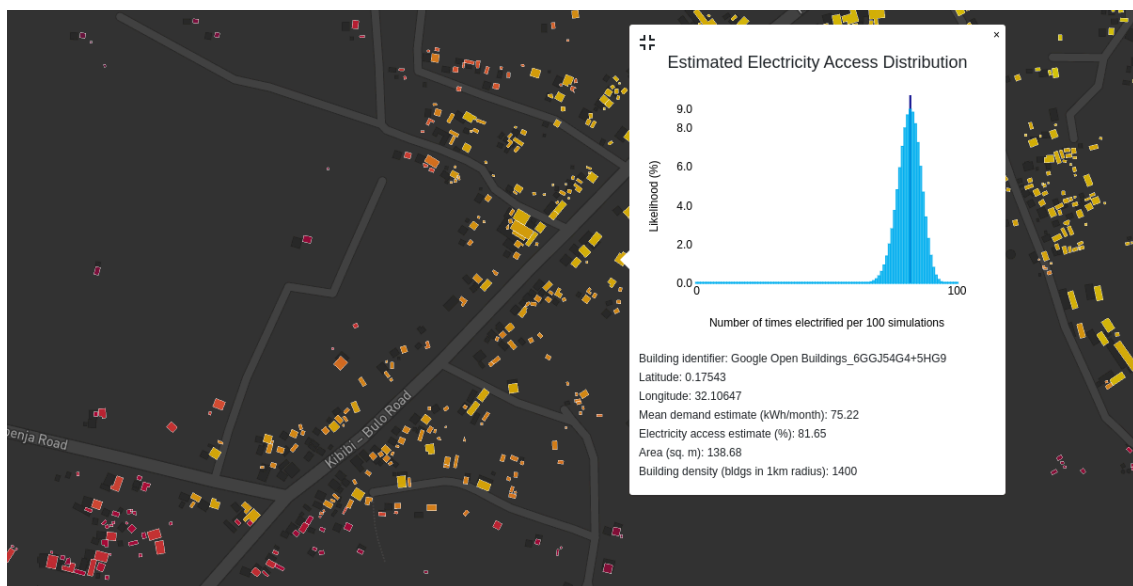 ×
Estimated Electricity Access Distribution
9.0
8.0
6.0
4.0
2.0
0.0
Likelihood (%)
0
100
Number of times electrified per 100 simulations
Building identifier: Google Open Buildings_6GGJ54G4+5HG9
Latitude: 0.17543
Longitude: 32.10647
Mean demand estimate (kWh/month): 75.22
Electricity access estimate (%): 81.65
Area (sq. m): 138.68
Building density (bldgs in 1km radius): 1400
Kibibi – Bulo Road
Road